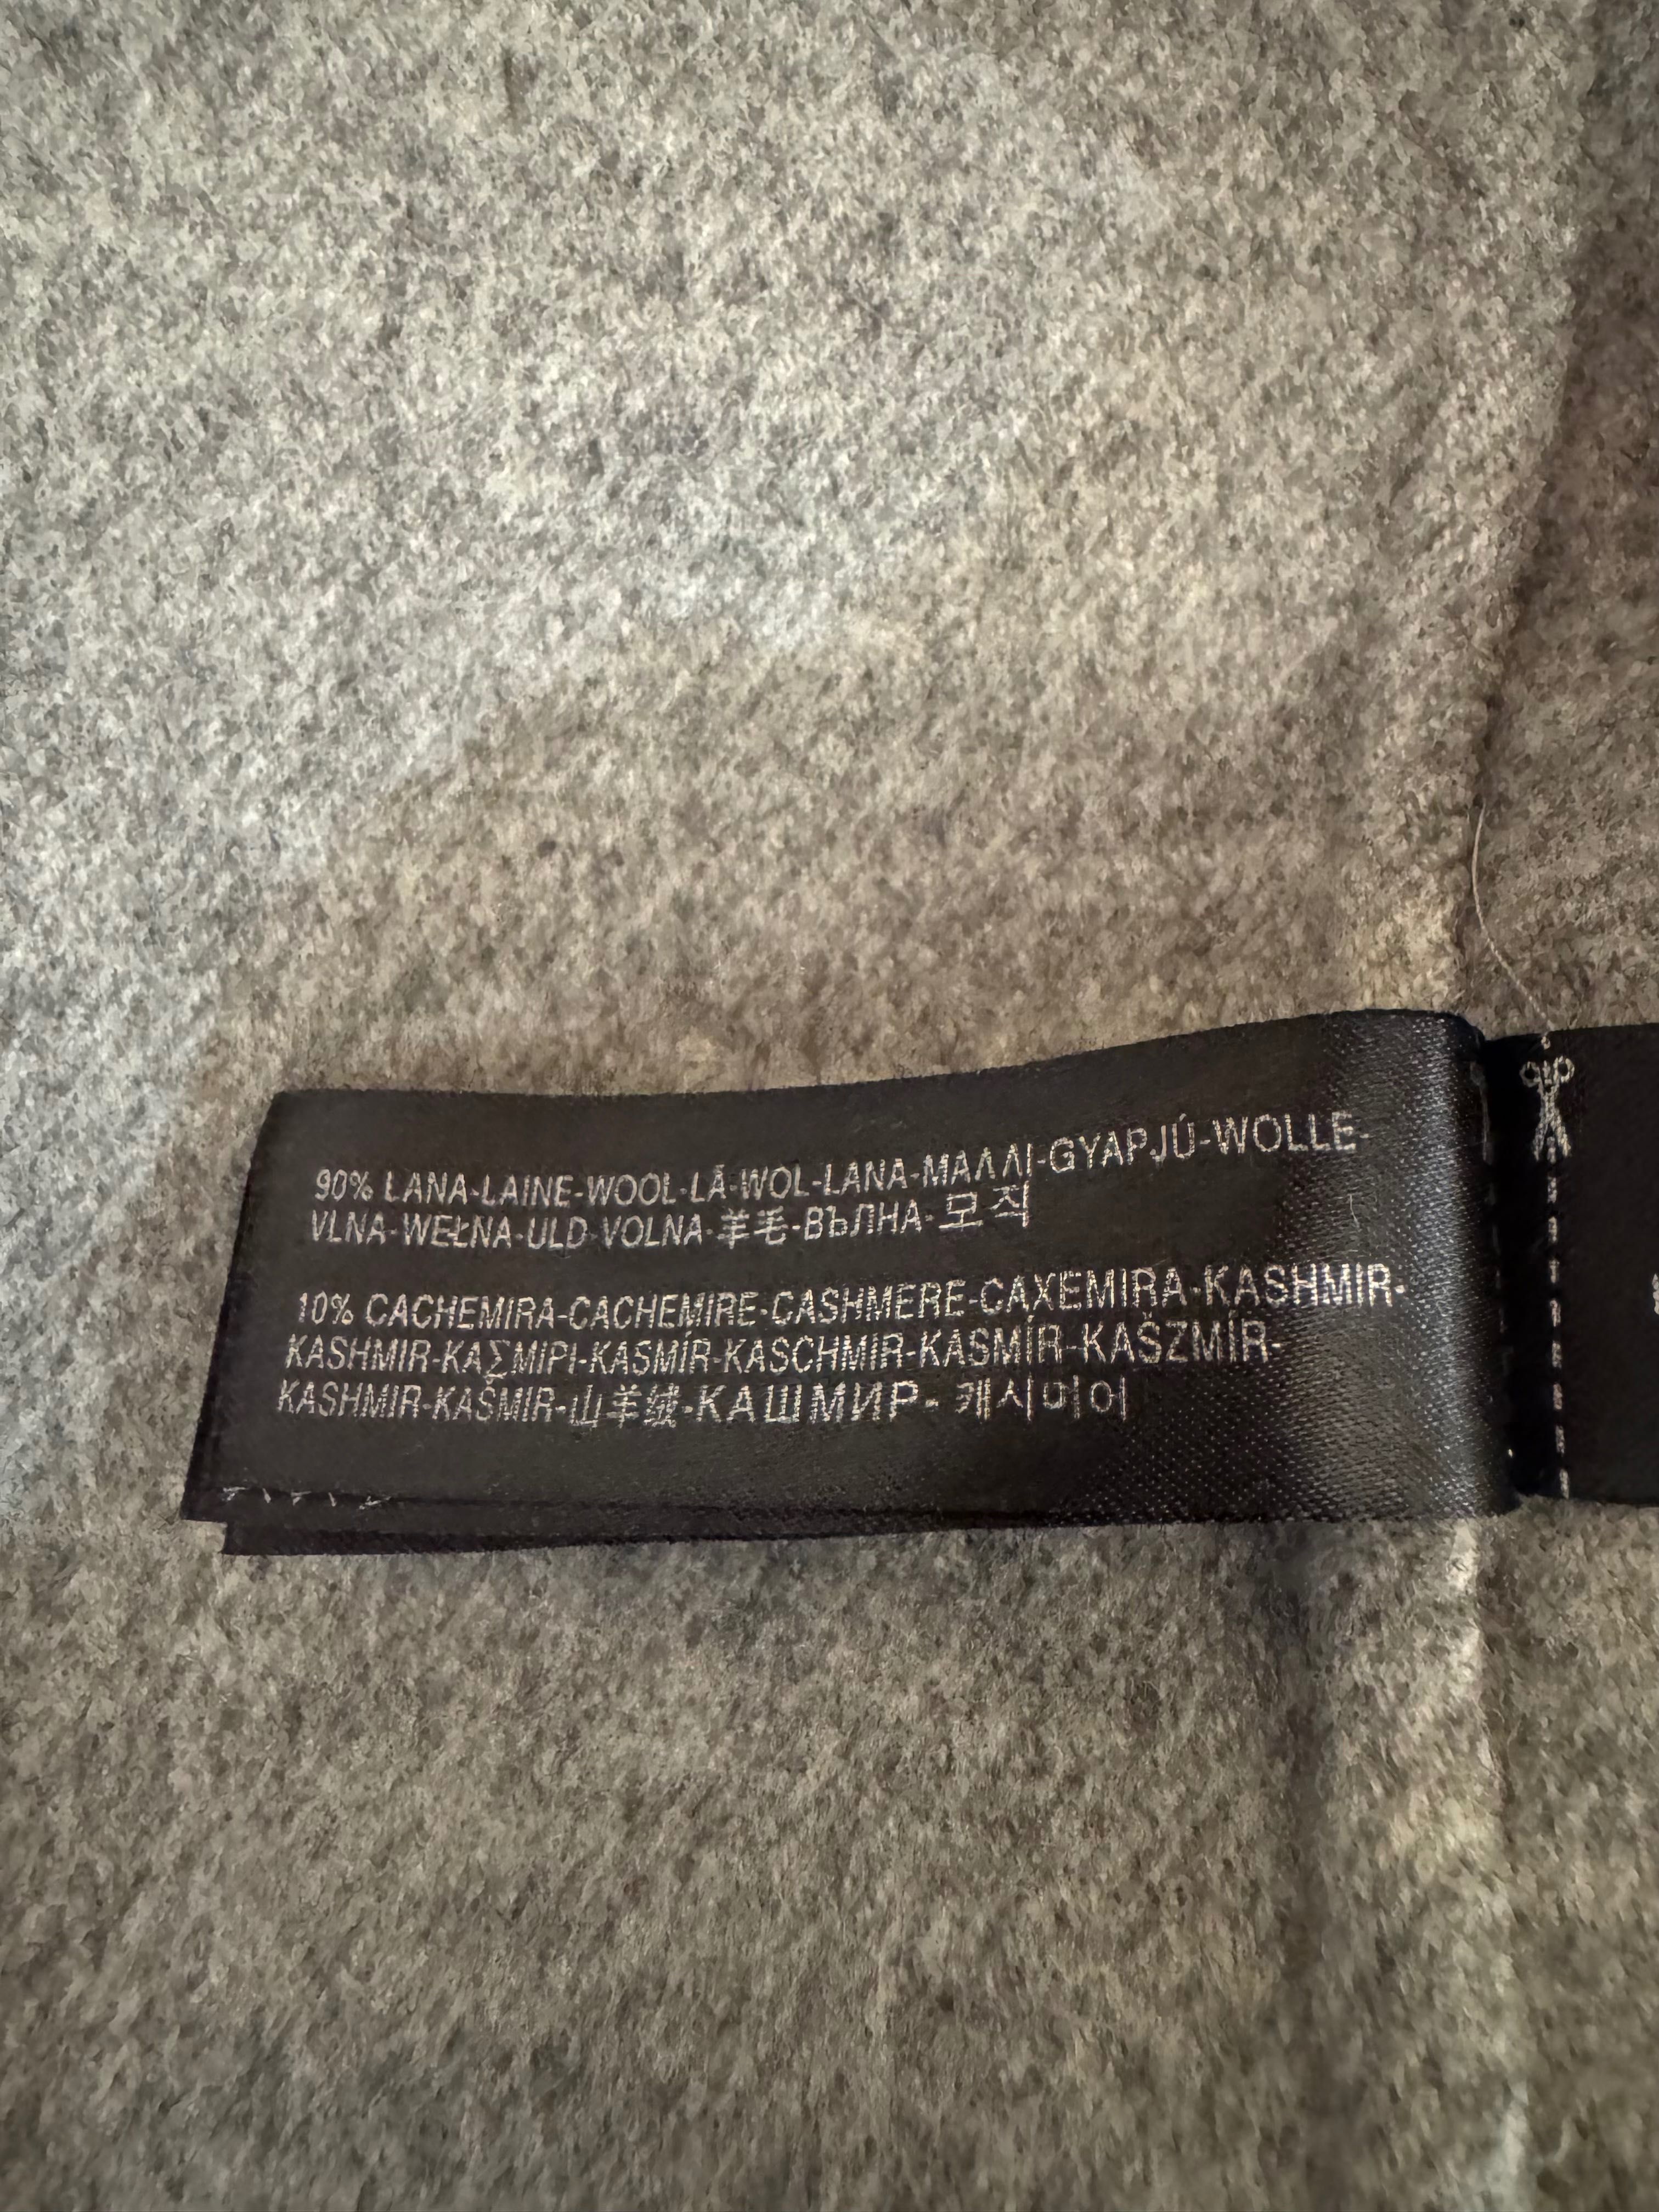 90% LANA-LAINE-WOOL-LÃ-WOL-LANA-ΜΑΛΛΙ-GYAPJÚ-WOLLE-
VLNA-WEŁNA-ULD-VOLNA-羊毛-ВЪЛНА-모직
10% CACHEMIRA-CACHEMIRE-CASHMERE-CAXEMIRA-KASHMIR-
KASHMIR-ΚΑΣΜΙΡΙ-KASMÍR-KASCHMIR-KAŠMÍR-KASZMIR-
KASHMIR-KAŠMIR-山羊绒-КАШМИР-캐시미어